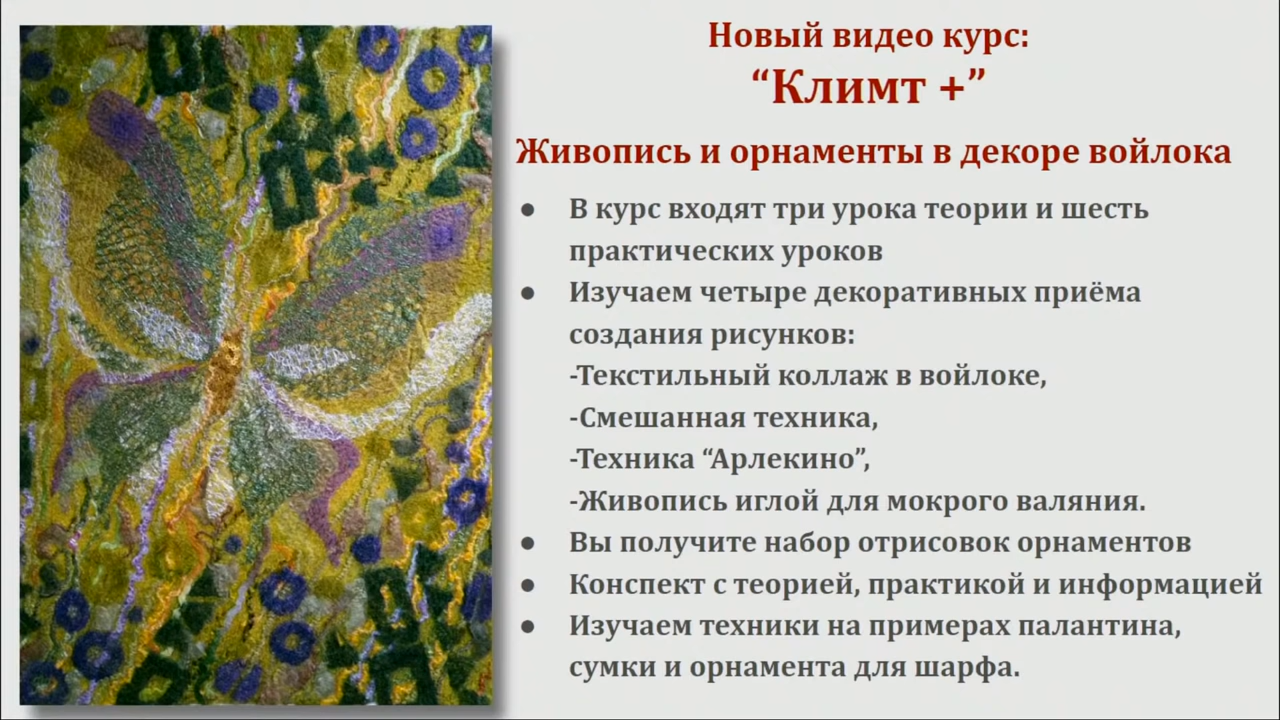 Новый видео курс:
“Климт +”
Живопись и орнаменты в декоре войлока
● В курс входят три урока теории и шесть
практических уроков
● Изучаем четыре декоративных приёма
создания рисунков:
-Текстильный коллаж в войлоке,
-Смешанная техника,
-Техника “Арлекино”,
-Живопись иглой для мокрого валяния.
● Вы получите набор отрисовок орнаментов
● Конспект с теорией, практикой и информацией
● Изучаем техники на примерах палантина,
сумки и орнамента для шарфа.